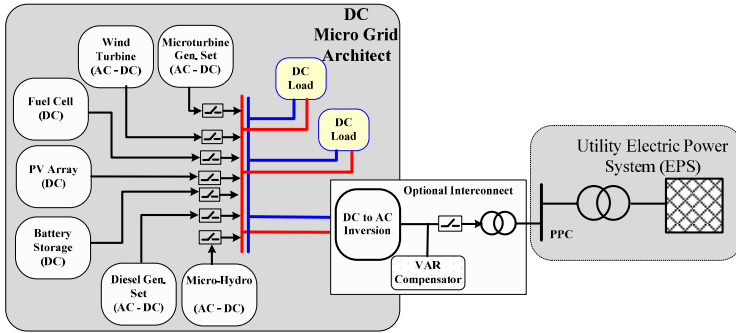 DC
Micro Grid
Architect
Wind
Turbine
(AC - DC)
Microturbine
Gen. Set
(AC - DC)
DC
Load
Fuel Cell
(DC)
DC
Load
PV Array
(DC)
Battery
Storage
(DC)
Diesel Gen.
Set
(AC - DC)
Micro-Hydro
(AC - DC)
Optional Interconnect
DC to AC
Inversion
VAR
Compensator
Utility Electric Power
System (EPS)
PPC